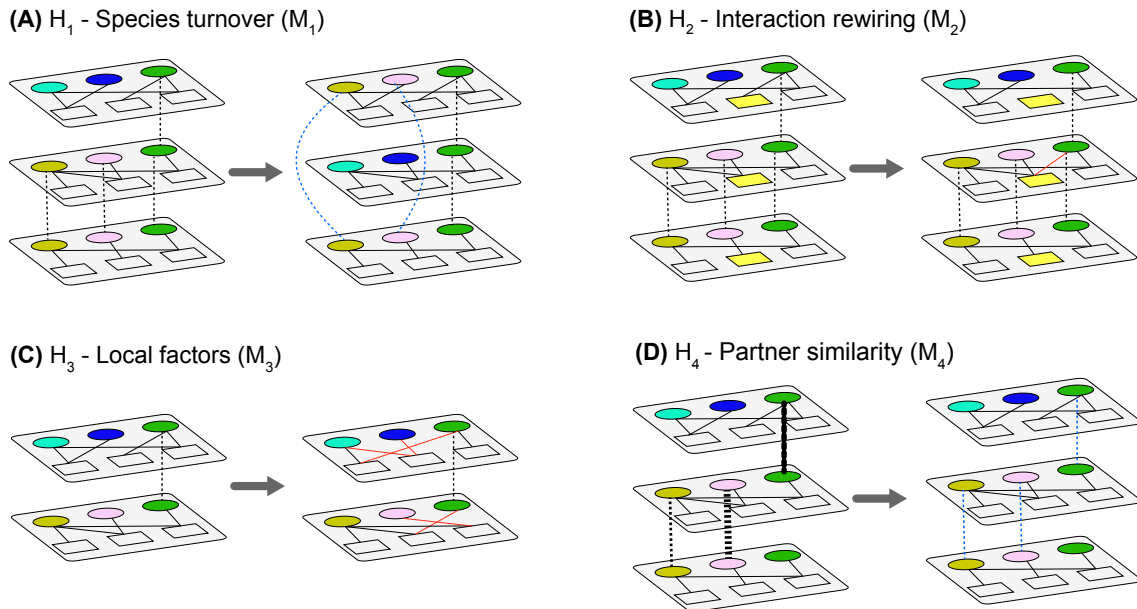 (A) H₁ - Species turnover (M₁)
(B) H₂ - Interaction rewiring (M₂)
(C) H₃ - Local factors (M₃)
(D) H₄ - Partner similarity (M₄)